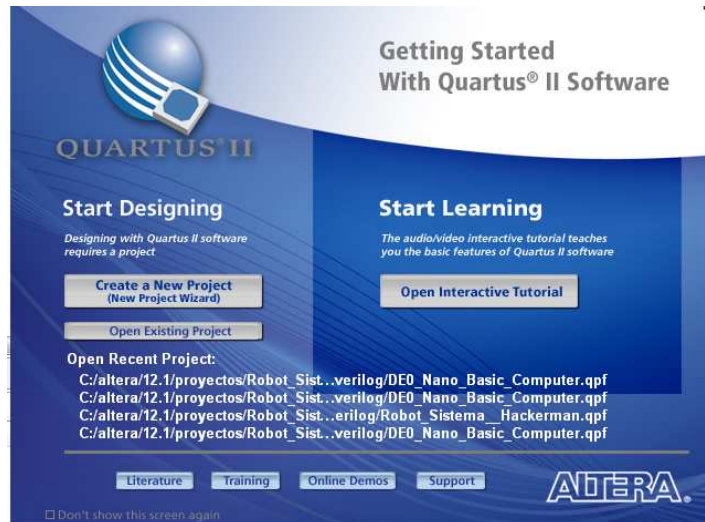 Getting Started
With Quartus® II Software
QUARTUS® II
Start Designing
Designing with Quartus II software
requires a project
Create a New Project
(New Project Wizard)
Open Existing Project
Start Learning
The audio/video interactive tutorial teaches
you the basic features of Quartus II software
Open Interactive Tutorial
Open Recent Project:
C:/altera/12.1/proyectos/Robot_Sist...verilog/DE0_Nano_Basic_Computer.qpf
C:/altera/12.1/proyectos/Robot_Sist...verilog/DE0_Nano_Basic_Computer.qpf
C:/altera/12.1/proyectos/Robot_Sist...erilog/Robot_Sistema__Hackerman.qpf
C:/altera/12.1/proyectos/Robot_Sist...verilog/DE0_Nano_Basic_Computer.qpf
Literature Training Online Demos Support
ALTERA®
Don't show this screen again